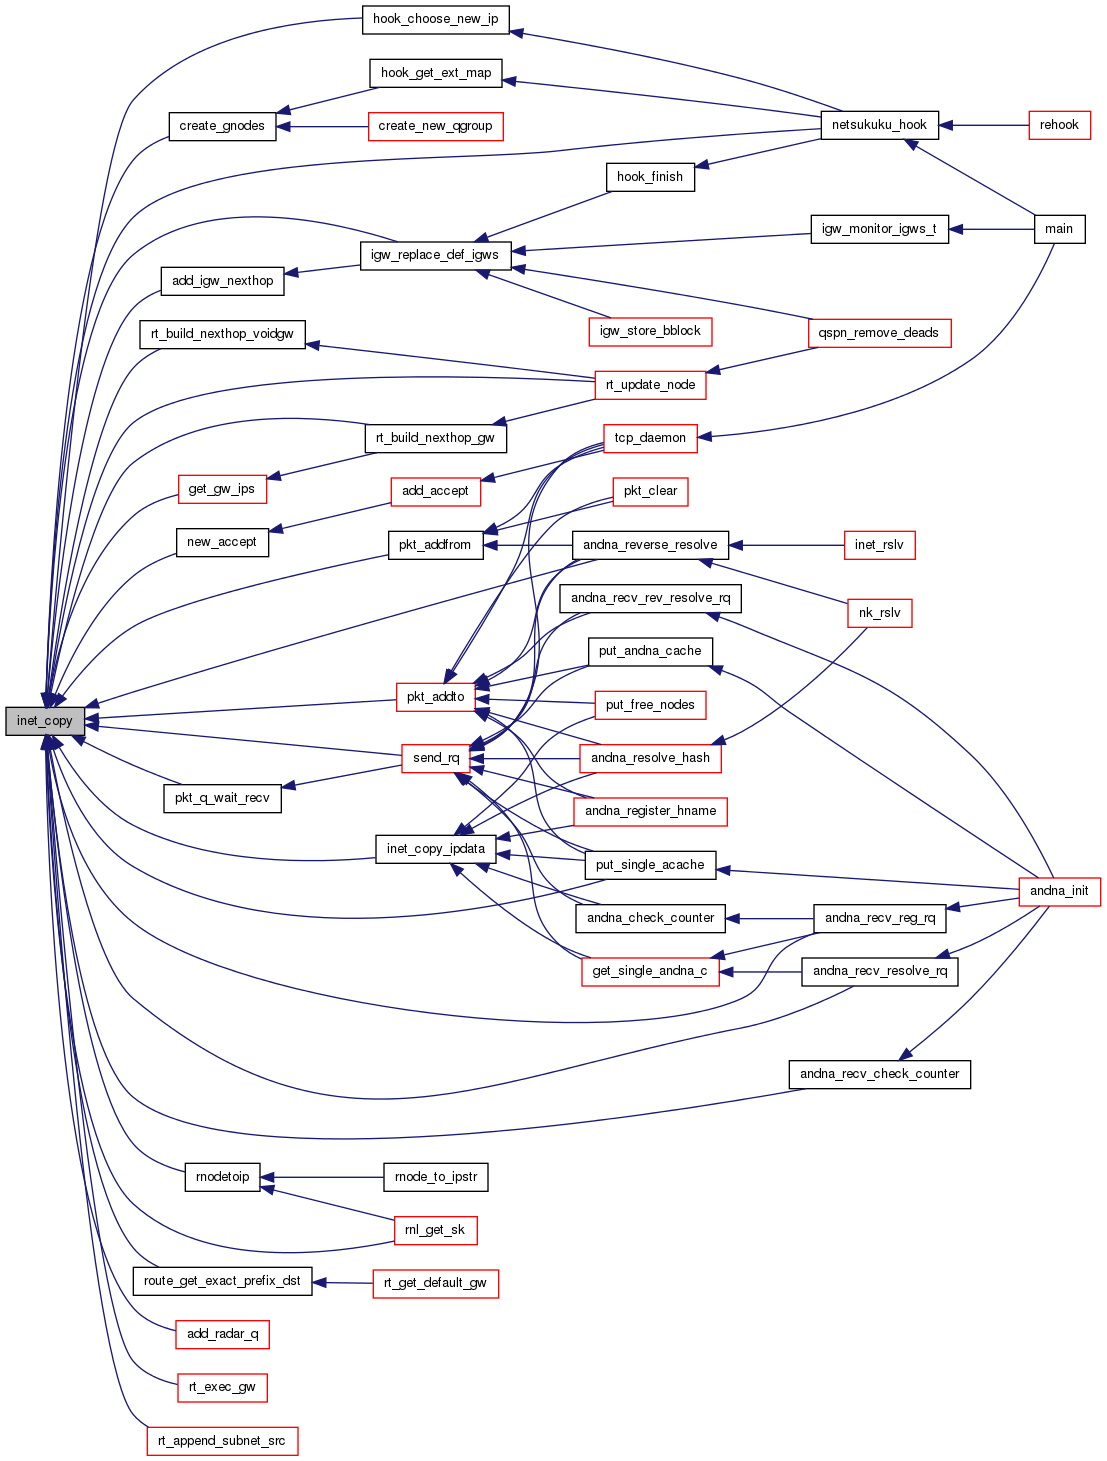 hook_choose_new_ip
hook_get_ext_map
create_gnodes
create_new_qgroup
netsukuku_hook
rehook
hook_finish
igw_monitor_igws_t
main
igw_replace_def_igws
add_igw_nexthop
rt_build_nexthop_voidgw
igw_store_bblock
qspn_remove_deads
rt_update_node
rt_build_nexthop_gw
tcp_daemon
get_gw_ips
add_accept
pkt_clear
new_accept
pkt_addfrom
andna_reverse_resolve
inet_rslv
andna_recv_rev_resolve_rq
nk_rslv
put_andna_cache
pkt_addto
put_free_nodes
inet_copy
send_rq
andna_resolve_hash
pkt_q_wait_recv
andna_register_hname
inet_copy_ipdata
put_single_acache
andna_init
andna_check_counter
andna_recv_reg_rq
get_single_andna_c
andna_recv_resolve_rq
andna_recv_check_counter
rnodetoip
rnode_to_ipstr
rnl_get_sk
route_get_exact_prefix_dst
rt_get_default_gw
add_radar_q
rt_exec_gw
rt_append_subnet_src